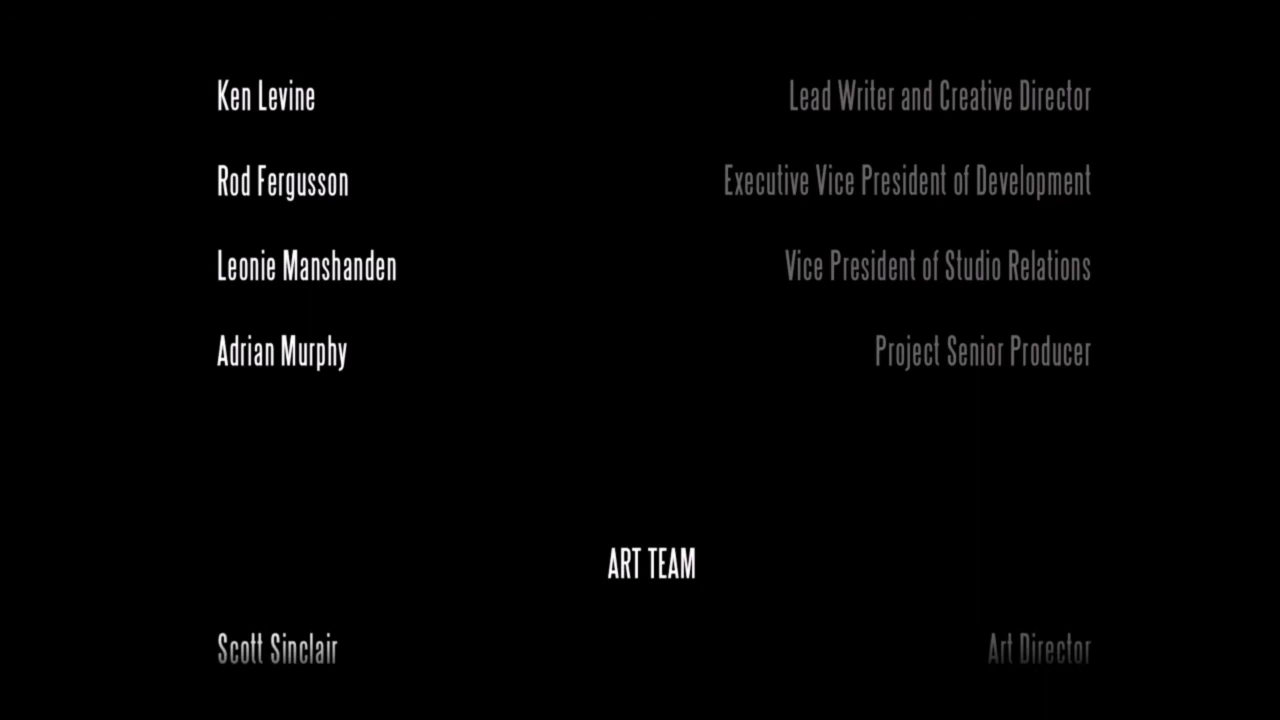 Ken Levine Lead Writer and Creative Director
Rod Fergusson Executive Vice President of Development
Leonie Manshanden Vice President of Studio Relations
Adrian Murphy Project Senior Producer
ART TEAM
Scott Sinclair Art Director